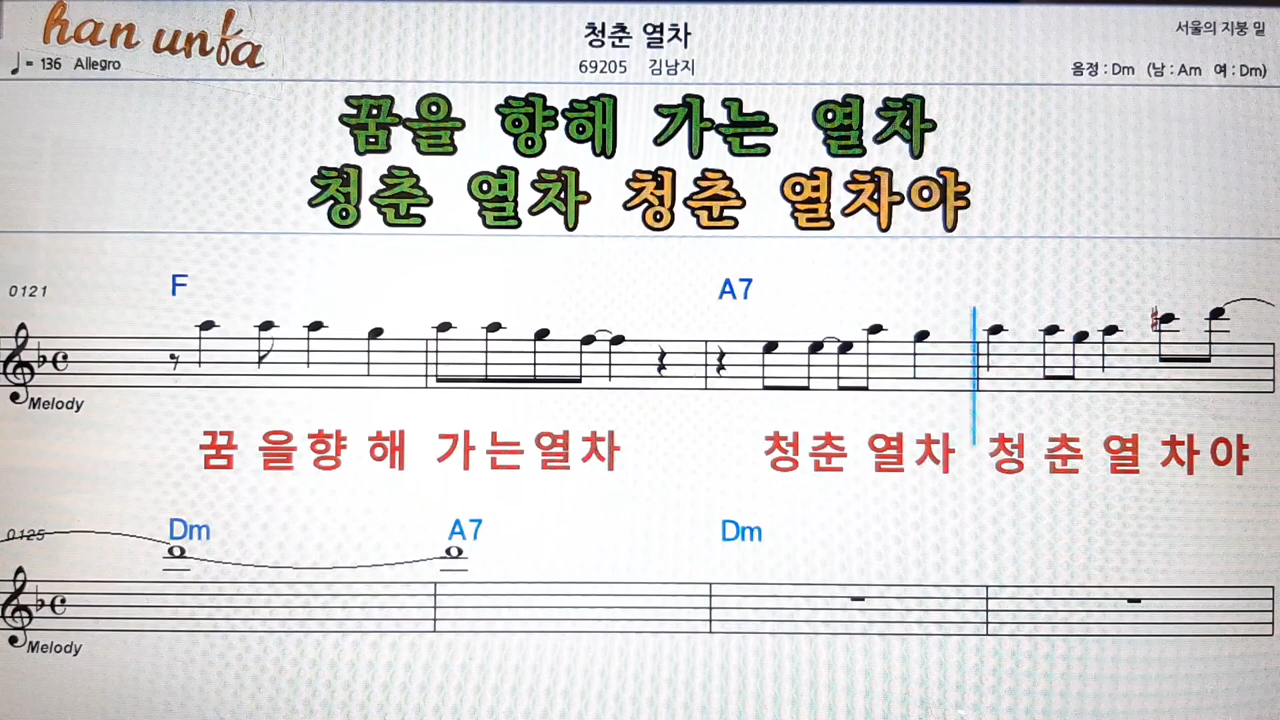 han unfa
청춘 열차
서울의 지붕 밑
♩= 136 Allegro
69205 김남지
음정 : Dm (남 : Am 여 : Dm)
꿈을 향해 가는 열차
청춘 열차 청춘 열차야
0121
F A7
Melody
꿈 을 향 해 가 는 열 차 청 춘 열 차 청 춘 열 차 야
0125
Dm A7 Dm
Melody